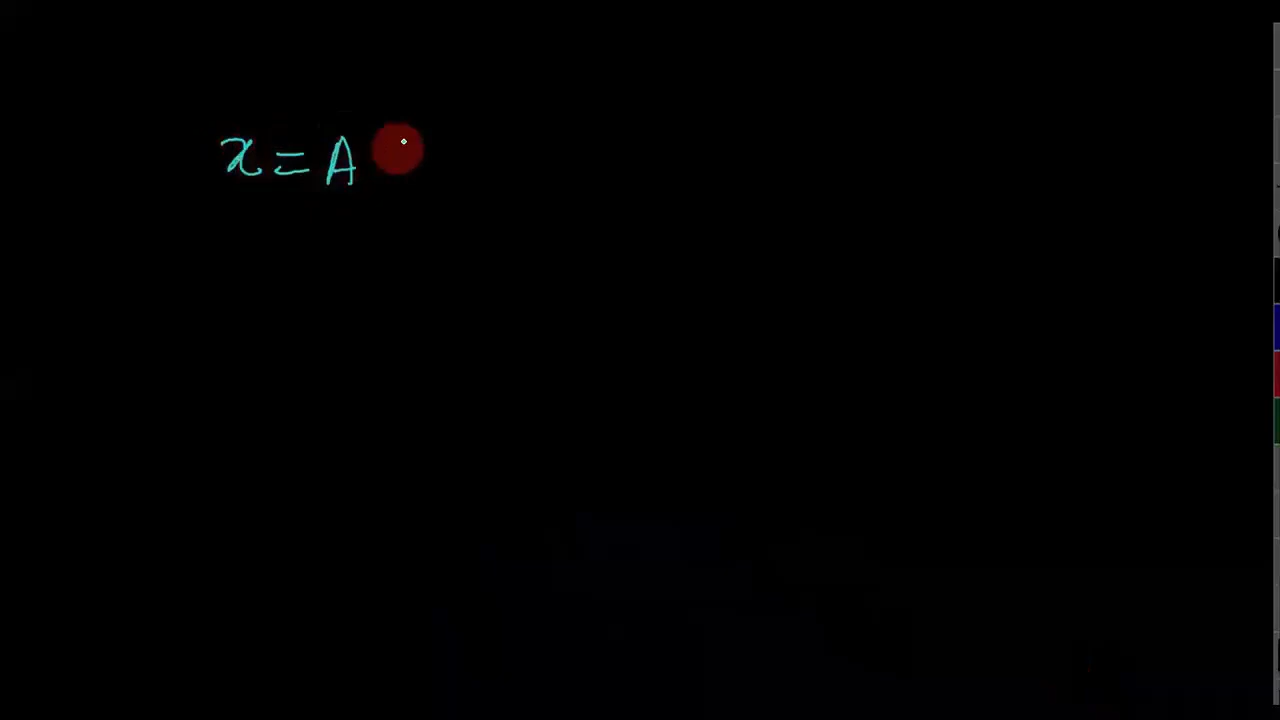 x = A